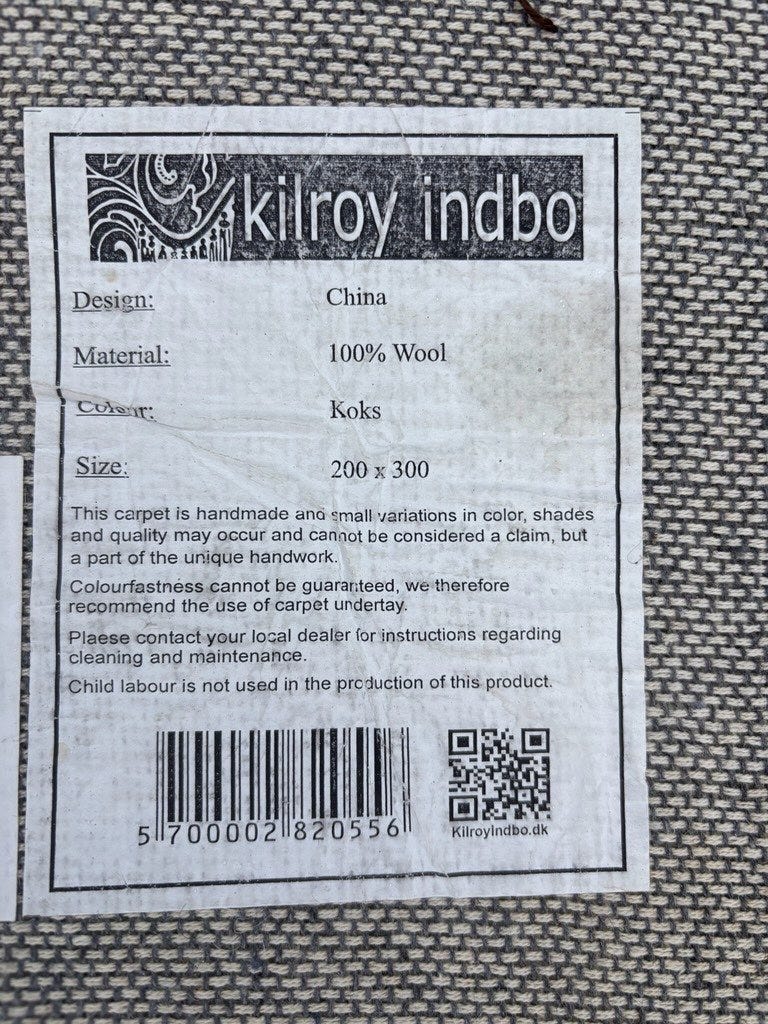 kilroy indbo
Design: China
Material: 100% Wool
Colour: Koks
Size: 200 x 300
This carpet is handmade and small variations in color, shades
and quality may occur and cannot be considered a claim, but
a part of the unique handwork.
Colourfastness cannot be guaranteed, we therefore
recommend the use of carpet undertay.
Plaese contact your local dealer for instructions regarding
cleaning and maintenance.
Child labour is not used in the production of this product.
5 700002 820556
Kilroyindbo.dk